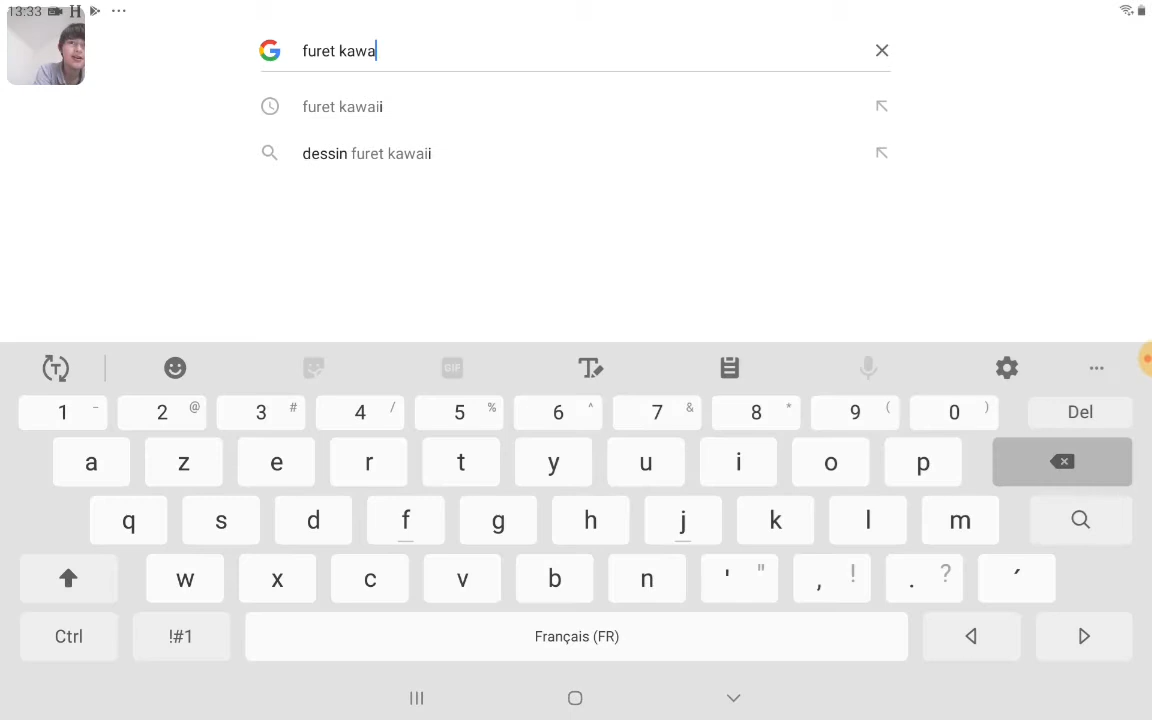 13:33 H ...
furet kawa
furet kawaii
dessin furet kawaii
T GIF T ...
1 - 2 @ 3 # 4 / 5 % 6 ^ 7 & 8 * 9 ( 0 ) Del
a z e r t y u i o p
q s d f g h j k l m
w x c v b n ' " , ! . ? ´
Ctrl !#1 Français (FR)